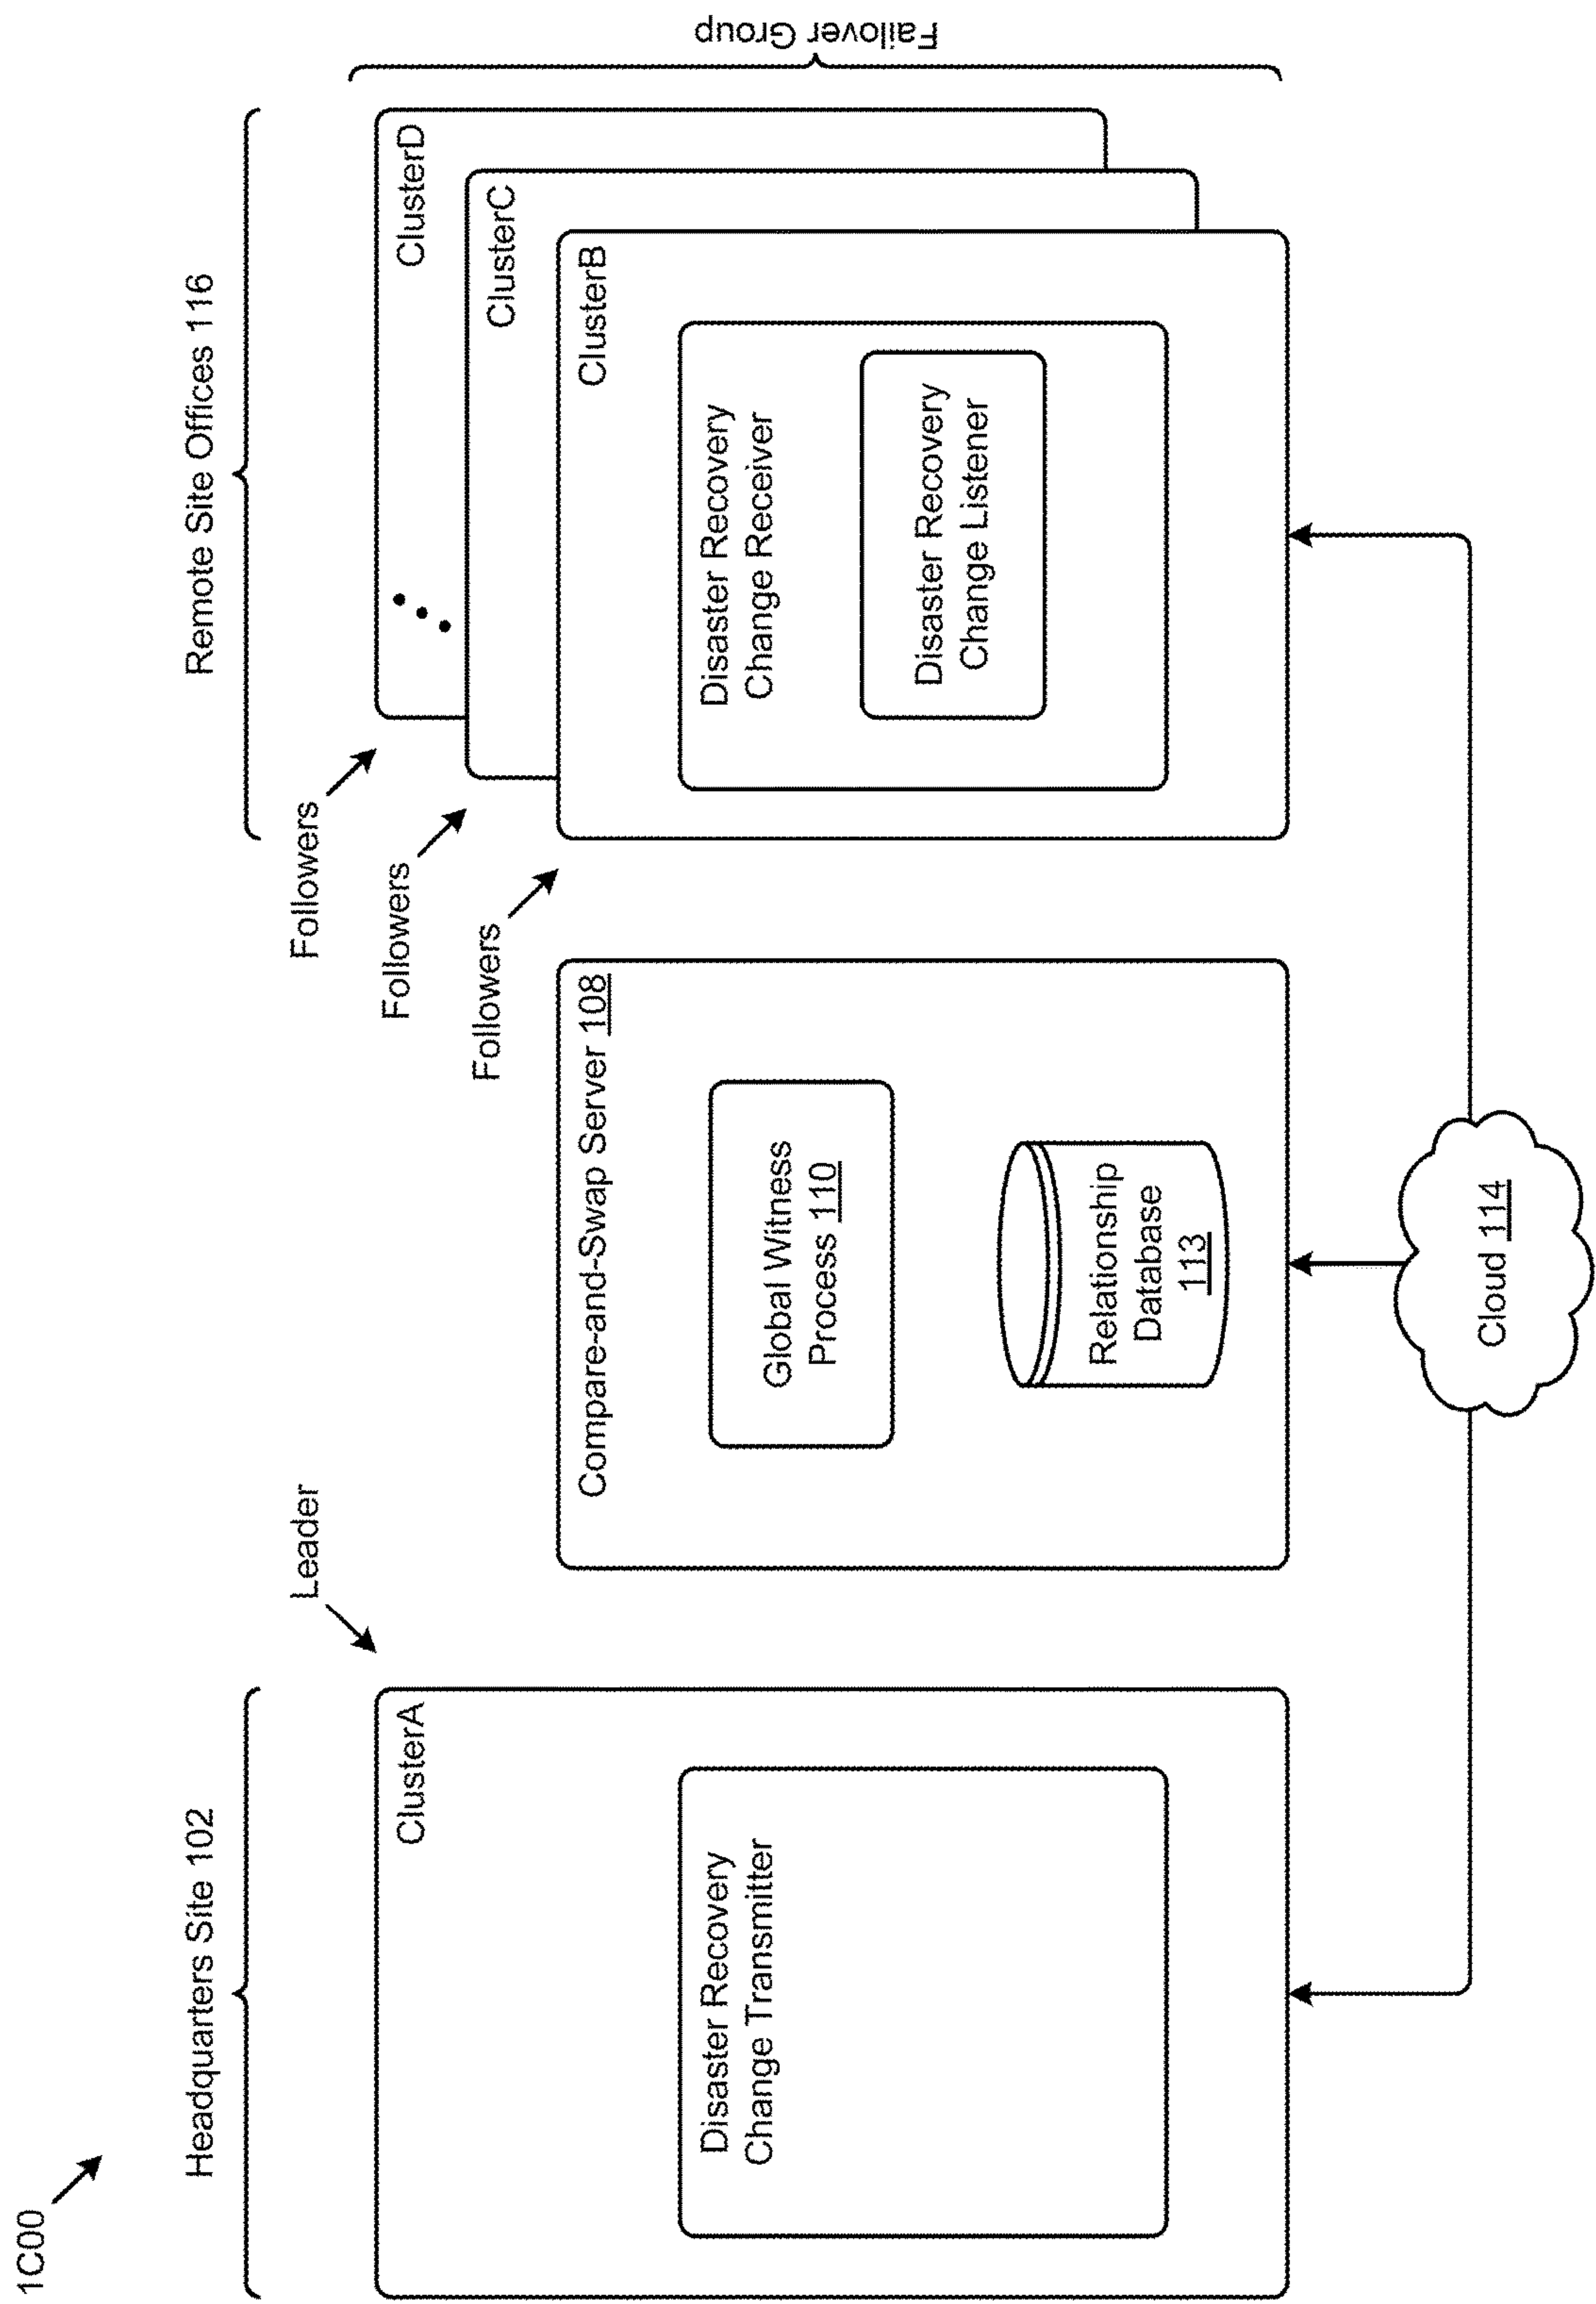 1C00
Headquarters Site 102
Leader
ClusterA
Disaster Recovery
Change Transmitter
Compare-and-Swap Server 108
Global Witness
Process 110
Relationship
Database
113
Remote Site Offices 116
Followers
Followers
Followers
ClusterD
ClusterC
ClusterB
Disaster Recovery
Change Receiver
Disaster Recovery
Change Listener
Failover Group
Cloud 114